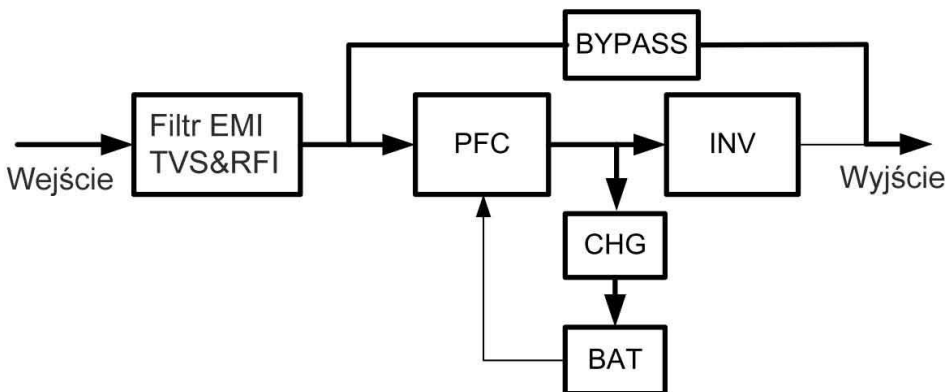 BYPASS
Filtr EMI
TVS&RFI
PFC
INV
Wejście
Wyjście
CHG
BAT